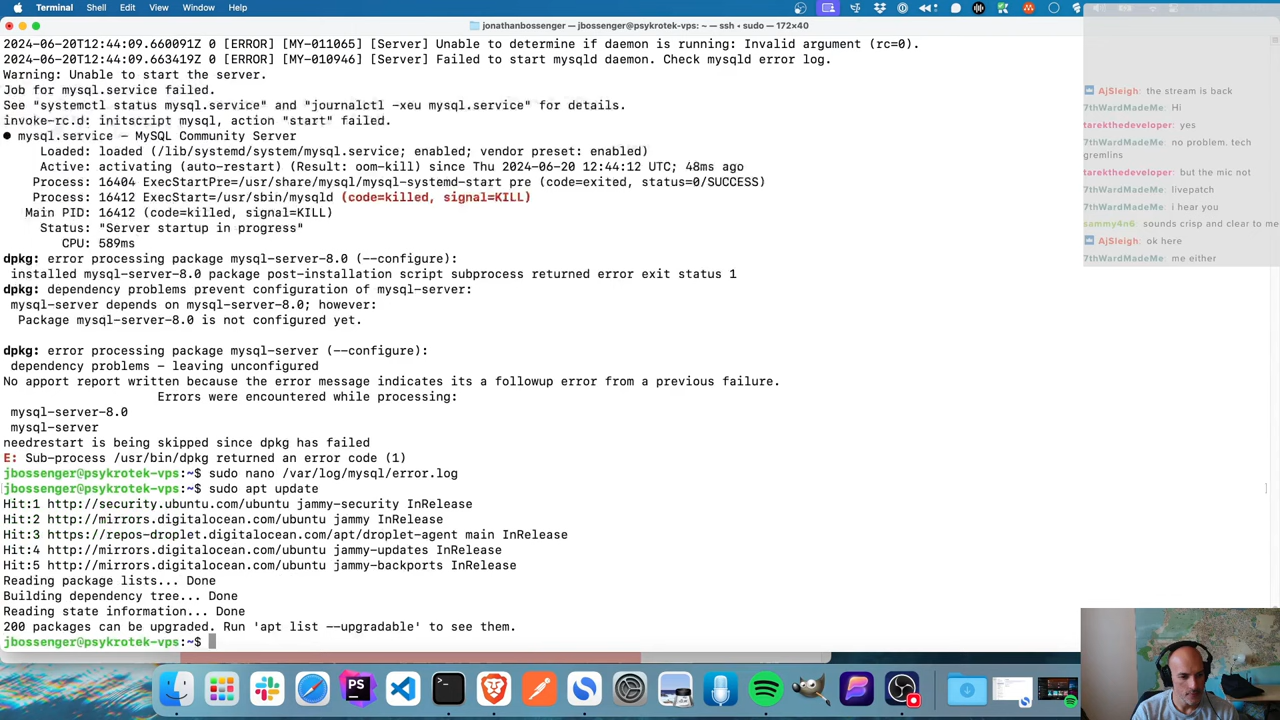 Terminal Shell Edit View Window Help
jonathanbossenger — jbossenger@psykrotek-vps: ~ — ssh ◂ sudo — 172×40
2024-06-20T12:44:09.660091Z 0 [ERROR] [MY-011065] [Server] Unable to determine if daemon is running: Invalid argument (rc=0).
2024-06-20T12:44:09.663419Z 0 [ERROR] [MY-010946] [Server] Failed to start mysqld daemon. Check mysqld error log.
Warning: Unable to start the server.
Job for mysql.service failed.
See "systemctl status mysql.service" and "journalctl -xeu mysql.service" for details.
invoke-rc.d: initscript mysql, action "start" failed.
● mysql.service - MySQL Community Server
Loaded: loaded (/lib/systemd/system/mysql.service; enabled; vendor preset: enabled)
Active: activating (auto-restart) (Result: oom-kill) since Thu 2024-06-20 12:44:12 UTC; 48ms ago
Process: 16404 ExecStartPre=/usr/share/mysql/mysql-systemd-start pre (code=exited, status=0/SUCCESS)
Process: 16412 ExecStart=/usr/sbin/mysqld (code=killed, signal=KILL)
Main PID: 16412 (code=killed, signal=KILL)
Status: "Server startup in progress"
CPU: 589ms
dpkg: error processing package mysql-server-8.0 (--configure):
installed mysql-server-8.0 package post-installation script subprocess returned error exit status 1
dpkg: dependency problems prevent configuration of mysql-server:
mysql-server depends on mysql-server-8.0; however:
Package mysql-server-8.0 is not configured yet.
dpkg: error processing package mysql-server (--configure):
dependency problems - leaving unconfigured
No apport report written because the error message indicates its a followup error from a previous failure.
Errors were encountered while processing:
mysql-server-8.0
mysql-server
needrestart is being skipped since dpkg has failed
E: Sub-process /usr/bin/dpkg returned an error code (1)
jbossenger@psykrotek-vps:~$ sudo nano /var/log/mysql/error.log
jbossenger@psykrotek-vps:~$ sudo apt update
Hit:1 http://security.ubuntu.com/ubuntu jammy-security InRelease
Hit:2 http://mirrors.digitalocean.com/ubuntu jammy InRelease
Hit:3 https://repos-droplet.digitalocean.com/apt/droplet-agent main InRelease
Hit:4 http://mirrors.digitalocean.com/ubuntu jammy-updates InRelease
Hit:5 http://mirrors.digitalocean.com/ubuntu jammy-backports InRelease
Reading package lists... Done
Building dependency tree... Done
Reading state information... Done
200 packages can be upgraded. Run 'apt list --upgradable' to see them.
jbossenger@psykrotek-vps:~$
AjSleigh: the stream is back
7thWardMadeMe: Hi
tarekthedeveloper: yes
7thWardMadeMe: no problem. tech
gremlins
tarekthedeveloper: but the mic not
7thWardMadeMe: livepatch
7thWardMadeMe: i hear you
sammy4n6: sounds crisp and clear to me
AjSleigh: ok here
7thWardMadeMe: me either
PS